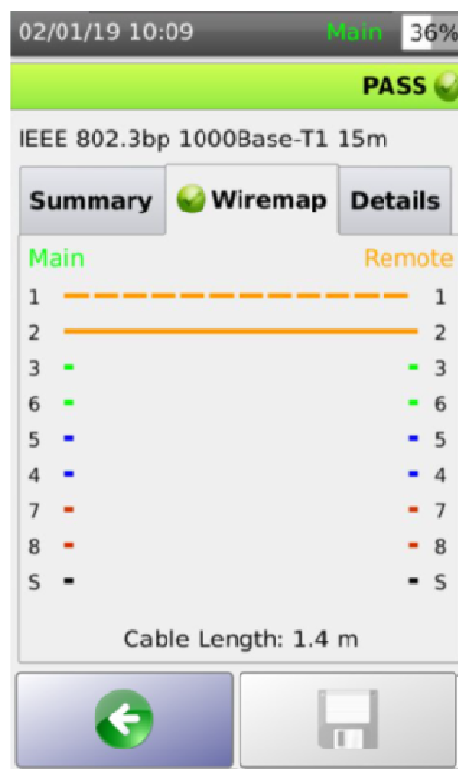 02/01/19 10:09 Main 36%
PASS
IEEE 802.3bp 1000Base-T1 15m
Summary Wiremap Details
Main Remote
1 1
2 2
3 3
6 6
5 5
4 4
7 7
8 8
S S
Cable Length: 1.4 m